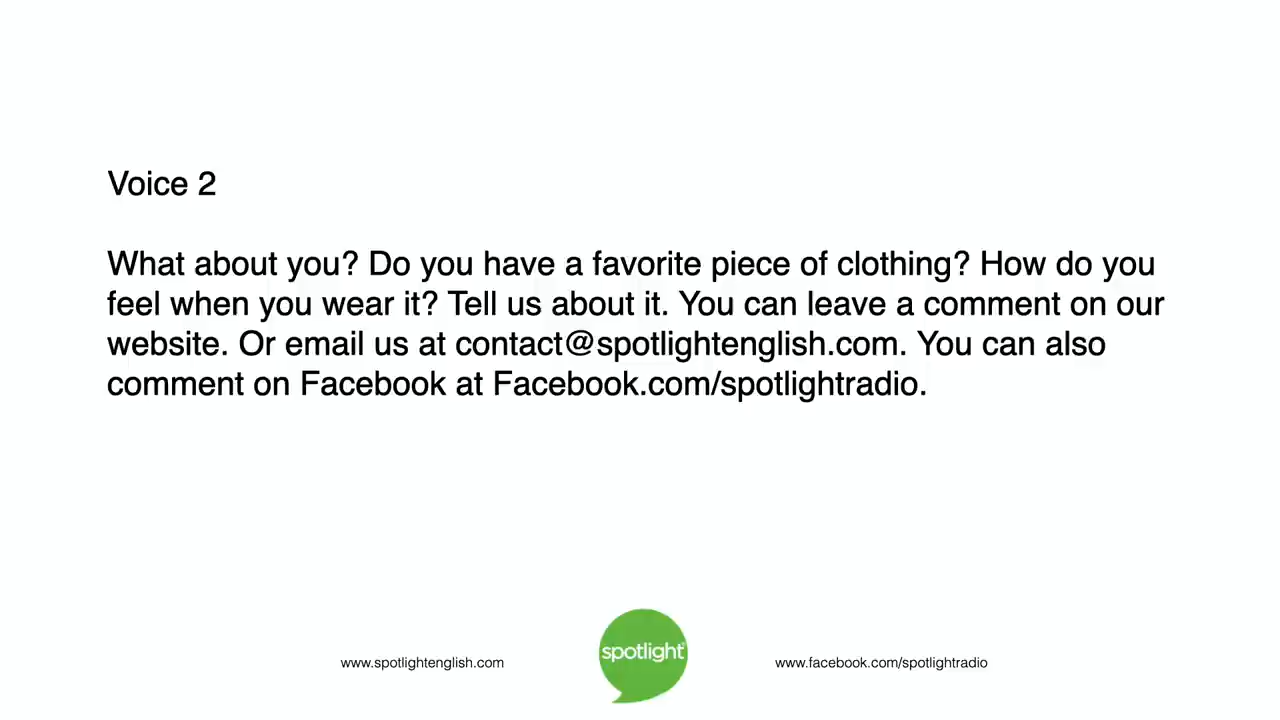 Voice 2
What about you? Do you have a favorite piece of clothing? How do you
feel when you wear it? Tell us about it. You can leave a comment on our
website. Or email us at contact@spotlightenglish.com. You can also
comment on Facebook at Facebook.com/spotlightradio.
www.spotlightenglish.com
spotlight
www.facebook.com/spotlightradio